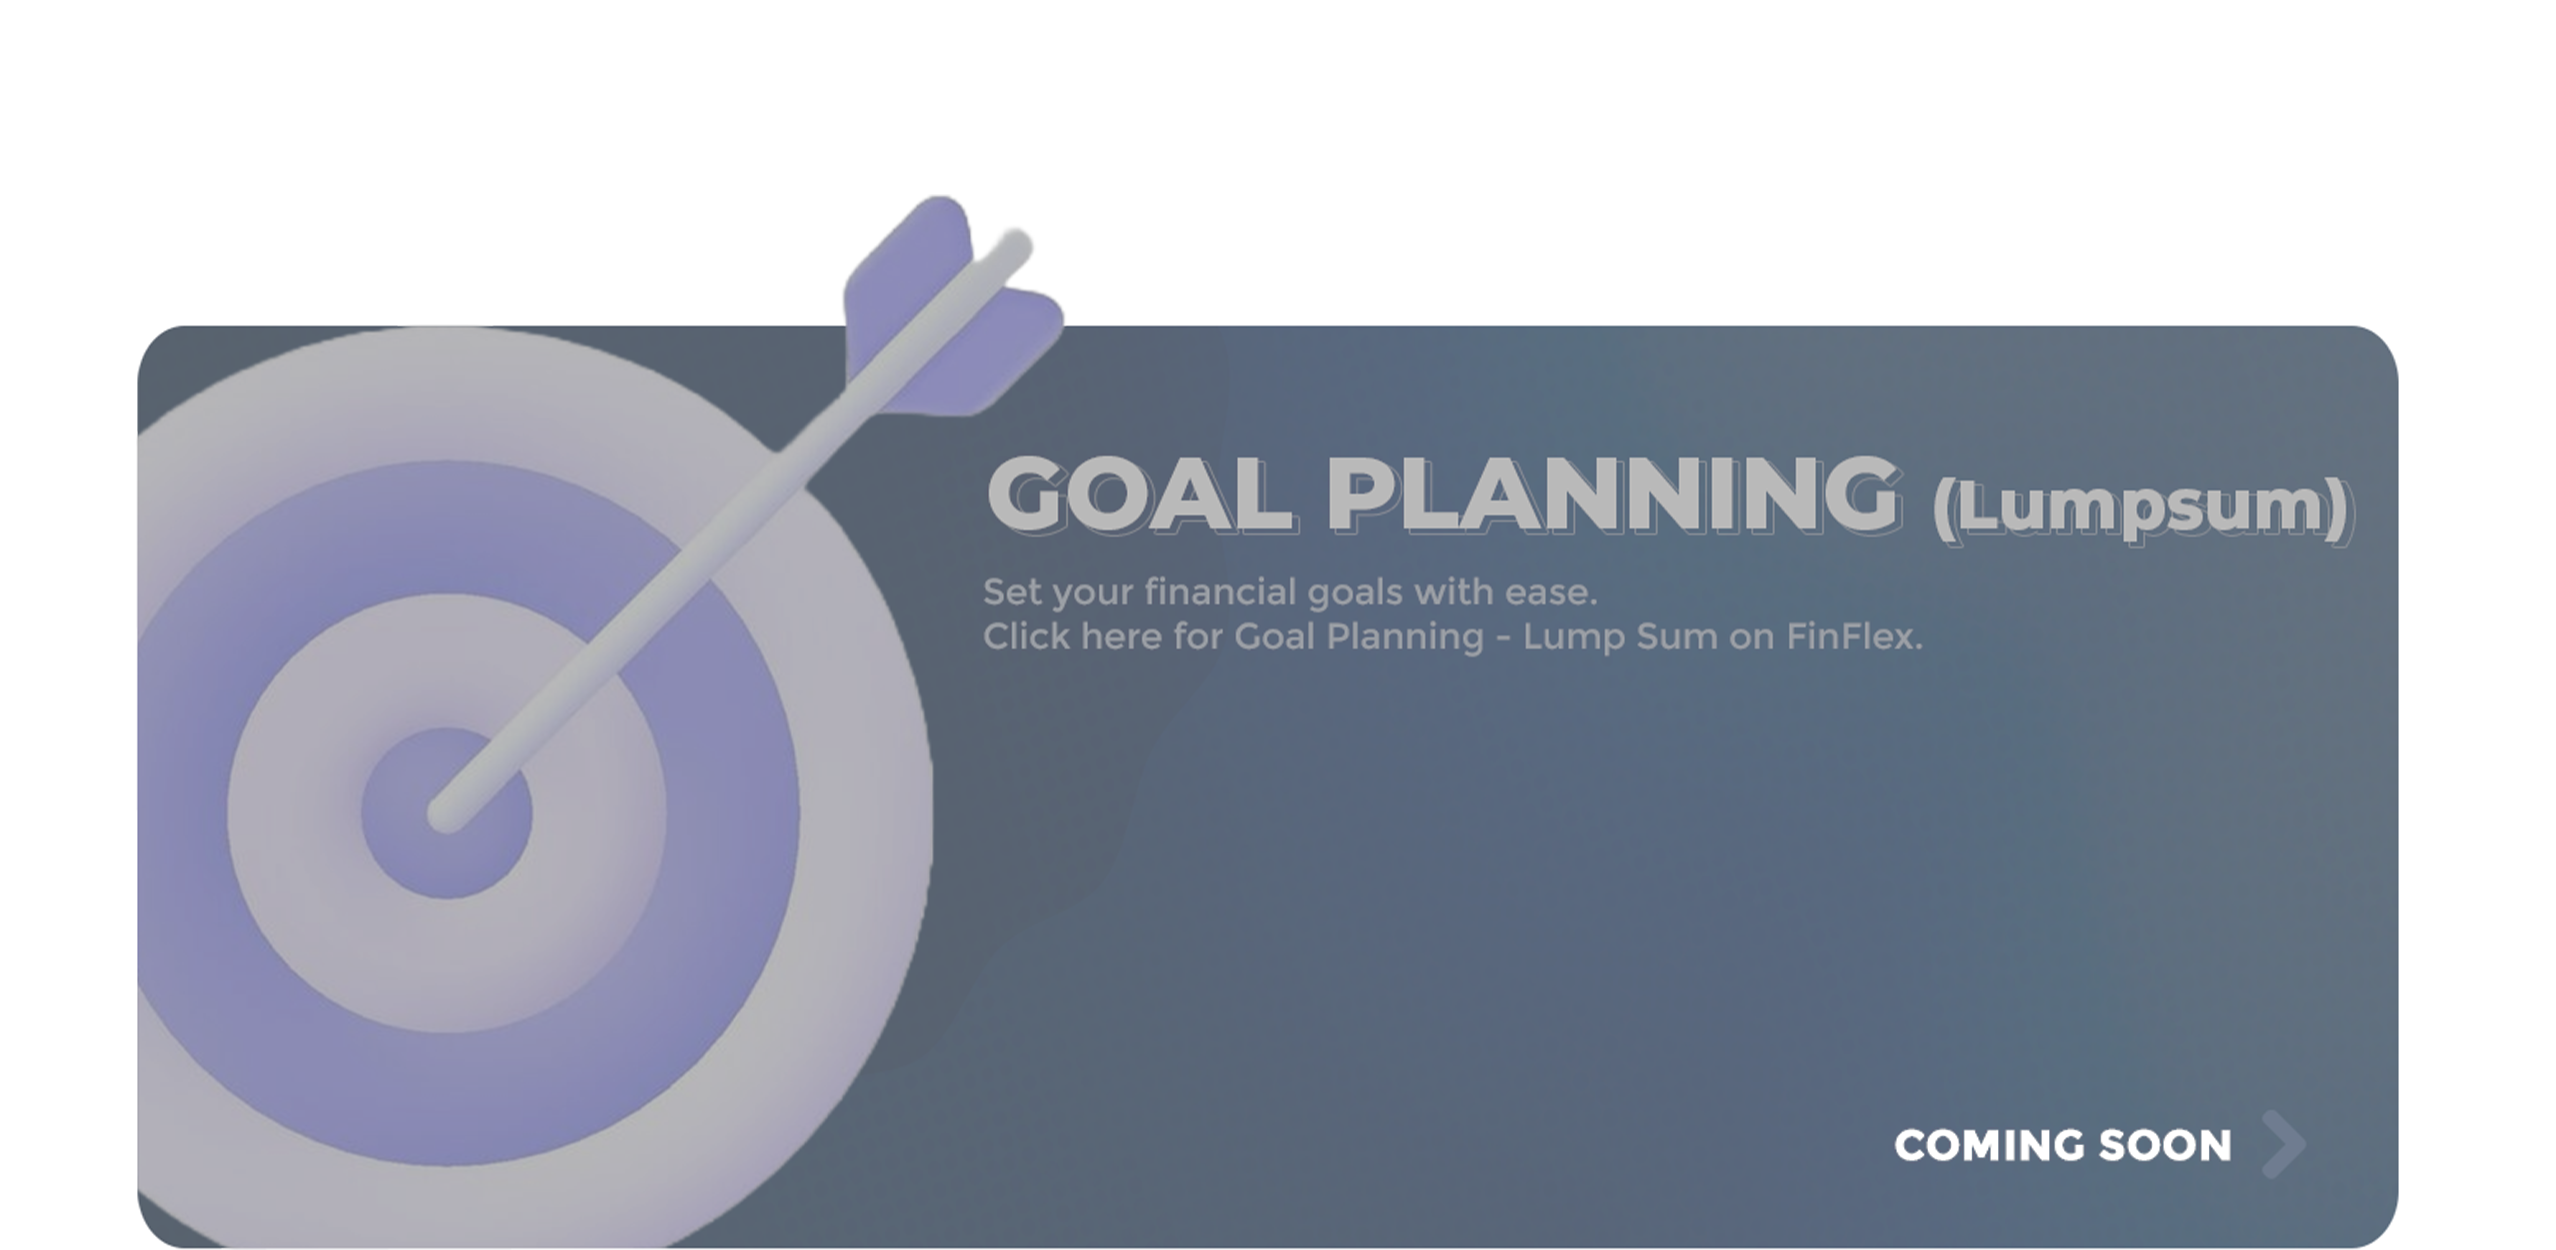 GOAL PLANNING (Lumpsum)
Set your financial goals with ease.
Click here for Goal Planning - Lump Sum on FinFlex.
COMING SOON